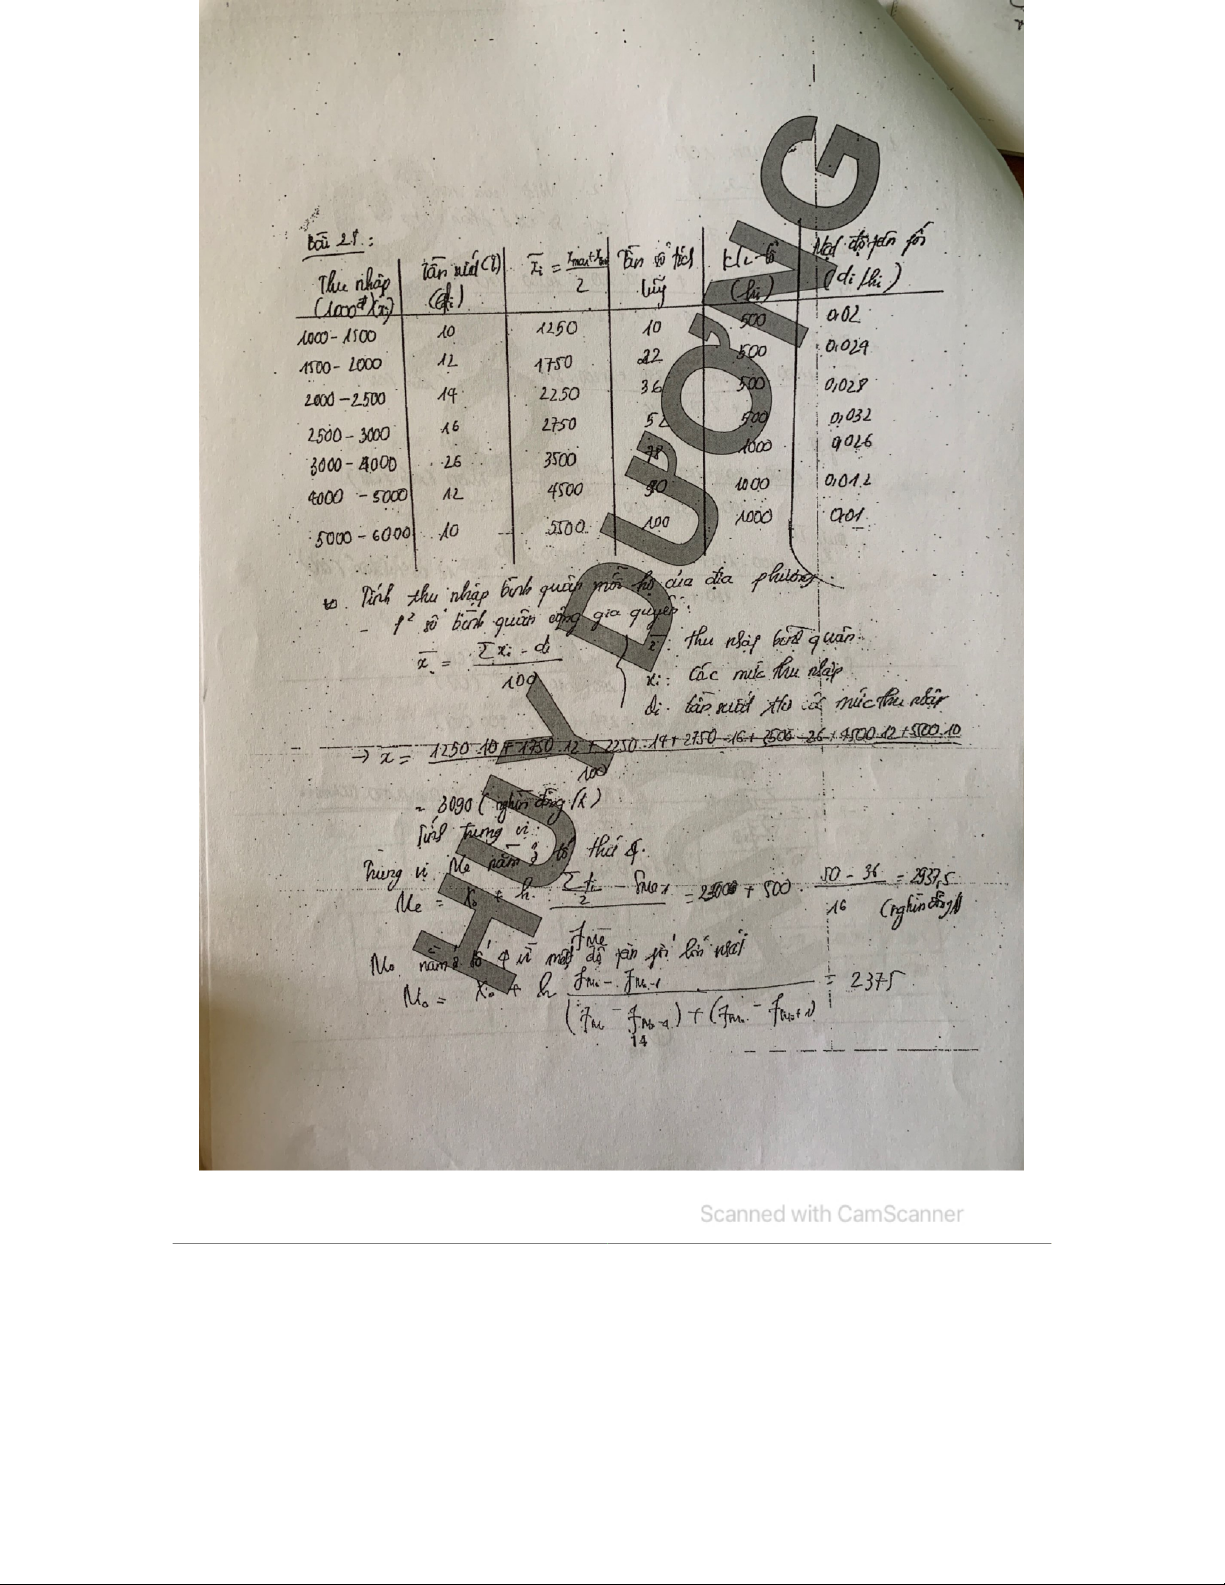 Bài 21:
Thu nhập (1000đ)(xi) | Tần suất (%) (di) | x̄i = (xmax+xmin)/2 | Tần số tích lũy | K/c tổ (hi) | Mật độ phân phối (di/hi)
1000-1500 | 10 | 1250 | 10 | 500 | 0,02
1500-2000 | 12 | 1750 | 22 | 500 | 0,024
2000-2500 | 14 | 2250 | 36 | 500 | 0,028
2500-3000 | 16 | 2750 | 52 | 500 | 0,032
3000-4000 | 26 | 3500 | 78 | 1000 | 0,026
4000-5000 | 12 | 4500 | 90 | 1000 | 0,012
5000-6000 | 10 | 5500 | 100 | 1000 | 0,01
Tính thu nhập bình quân mỗi hộ của địa phương
- số bình quân cộng gia quyền:
x̄ = Σxi - di / 100
x̄: thu nhập bình quân
xi: Các mức thu nhập
di: tần suất mức thu nhập
→ x̄ = 1250.10 + 1750.12 + 2250.14 + 2750.16 + 3500.26 + 4500.12 + 5500.10 / 100
= 3090 (nghìn đồng/)
Tính trung vị:
Trung vị Me nằm ở tổ thứ 4.
Me = X0 + h. (Σfi/2 - SMe-1) / fMe = + 500 . (50 - 36) / 16 = 2937,5
(nghìn đồng/)
Mo nằm ở tổ 4 vì mật độ phân phối lớn nhất
Mo = X0 + h (fMo - fMo-1) / ((fMo - fMo-1) + (fMo - fMo+1)) = 2375
14
HUY DƯƠNG
Scanned with CamScanner